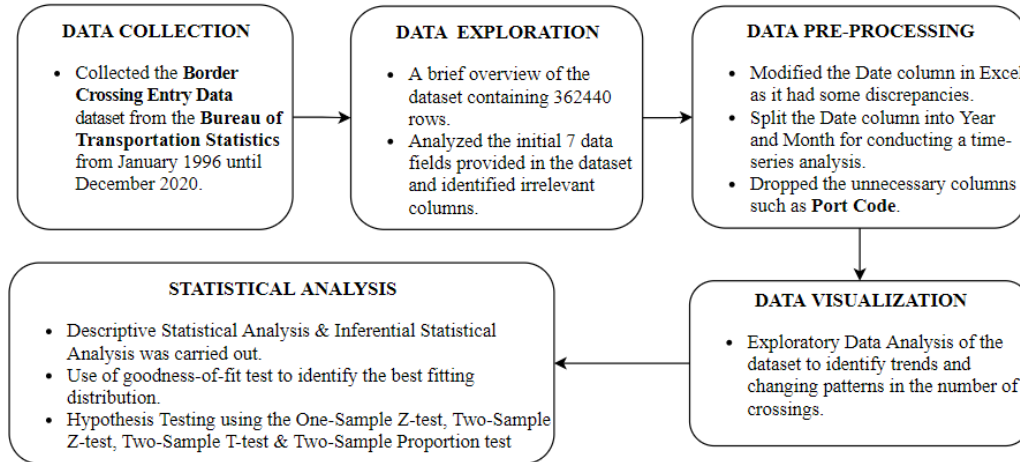 DATA COLLECTION
• Collected the Border
Crossing Entry Data
dataset from the Bureau of
Transportation Statistics
from January 1996 until
December 2020.
DATA EXPLORATION
• A brief overview of the
dataset containing 362440
rows.
• Analyzed the initial 7 data
fields provided in the dataset
and identified irrelevant
columns.
DATA PRE-PROCESSING
• Modified the Date column in Excel
as it had some discrepancies.
• Split the Date column into Year
and Month for conducting a time-
series analysis.
• Dropped the unnecessary columns
such as Port Code.
DATA VISUALIZATION
• Exploratory Data Analysis of the
dataset to identify trends and
changing patterns in the number of
crossings.
STATISTICAL ANALYSIS
• Descriptive Statistical Analysis & Inferential Statistical
Analysis was carried out.
• Use of goodness-of-fit test to identify the best fitting
distribution.
• Hypothesis Testing using the One-Sample Z-test, Two-Sample
Z-test, Two-Sample T-test & Two-Sample Proportion test